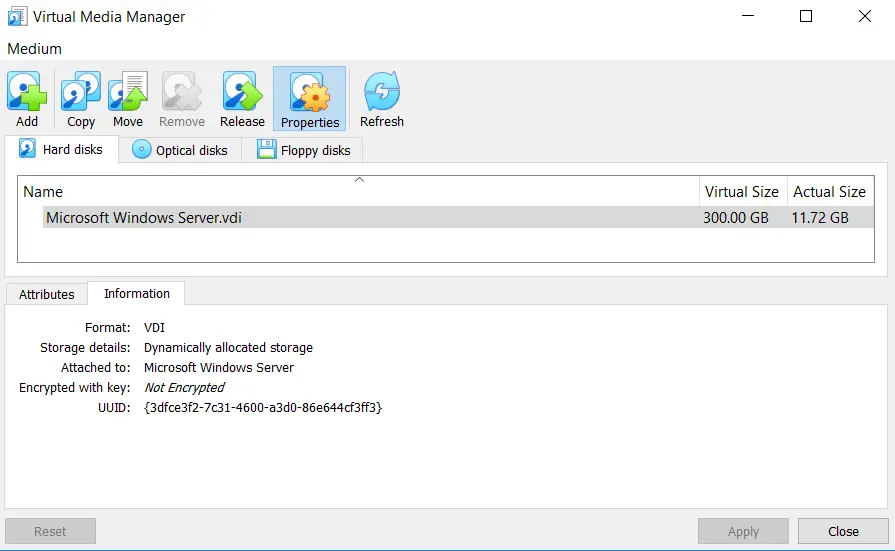 Virtual Media Manager
Medium
Add Copy Move Remove Release Properties Refresh
Hard disks Optical disks Floppy disks
Name Virtual Size Actual Size
Microsoft Windows Server.vdi 300.00 GB 11.72 GB
Attributes Information
Format: VDI
Storage details: Dynamically allocated storage
Attached to: Microsoft Windows Server
Encrypted with key: Not Encrypted
UUID: {3dfce3f2-7c31-4600-a3d0-86e644cf3ff3}
Reset Apply Close